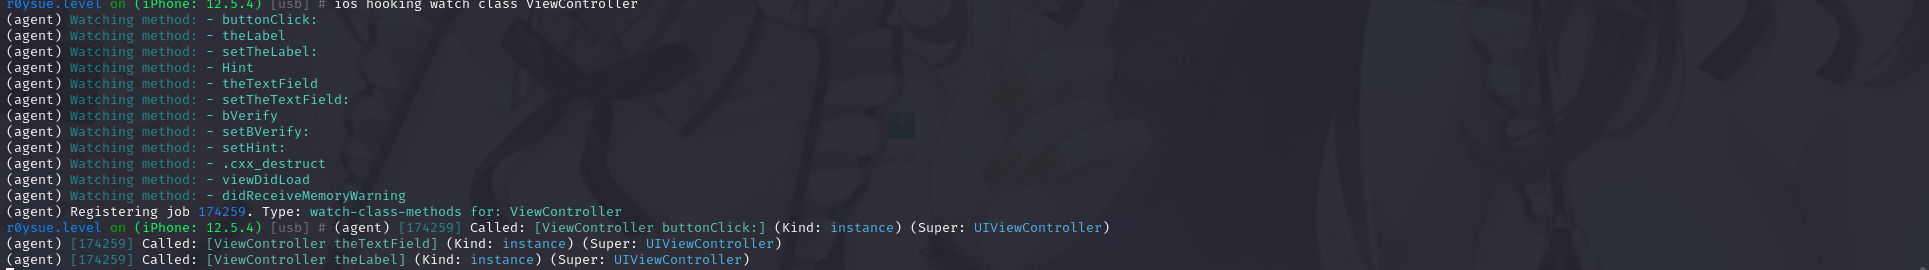 r0ysue.level on (iPhone: 12.5.4) [usb] # ios hooking watch class ViewController
(agent) Watching method: - buttonClick:
(agent) Watching method: - theLabel
(agent) Watching method: - setTheLabel:
(agent) Watching method: - Hint
(agent) Watching method: - theTextField
(agent) Watching method: - setTheTextField:
(agent) Watching method: - bVerify
(agent) Watching method: - setBVerify:
(agent) Watching method: - setHint:
(agent) Watching method: - .cxx_destruct
(agent) Watching method: - viewDidLoad
(agent) Watching method: - didReceiveMemoryWarning
(agent) Registering job 174259. Type: watch-class-methods for: ViewController
r0ysue.level on (iPhone: 12.5.4) [usb] # (agent) [174259] Called: [ViewController buttonClick:] (Kind: instance) (Super: UIViewController)
(agent) [174259] Called: [ViewController theTextField] (Kind: instance) (Super: UIViewController)
(agent) [174259] Called: [ViewController theLabel] (Kind: instance) (Super: UIViewController)